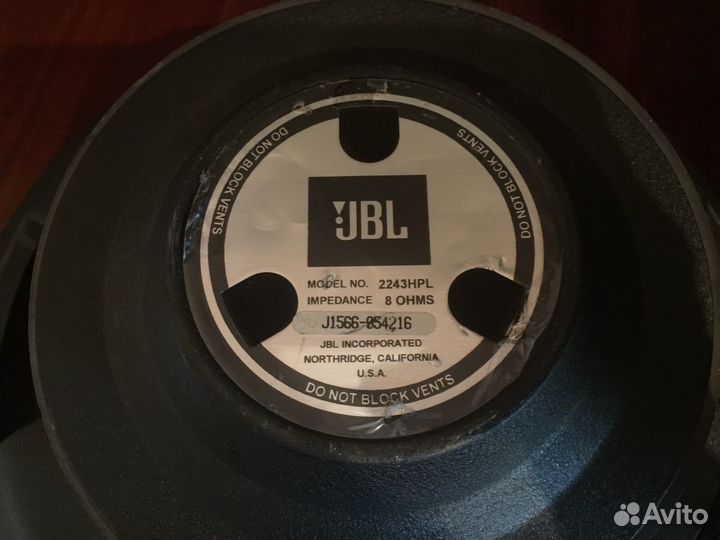 DO NOT BLOCK VENTS
DO NOT BLOCK VENTS
JBL
MODEL NO. 2243HPL
IMPEDANCE 8 OHMS
J1566-054216
JBL INCORPORATED
NORTHRIDGE, CALIFORNIA
U.S.A.
DO NOT BLOCK VENTS
Avito